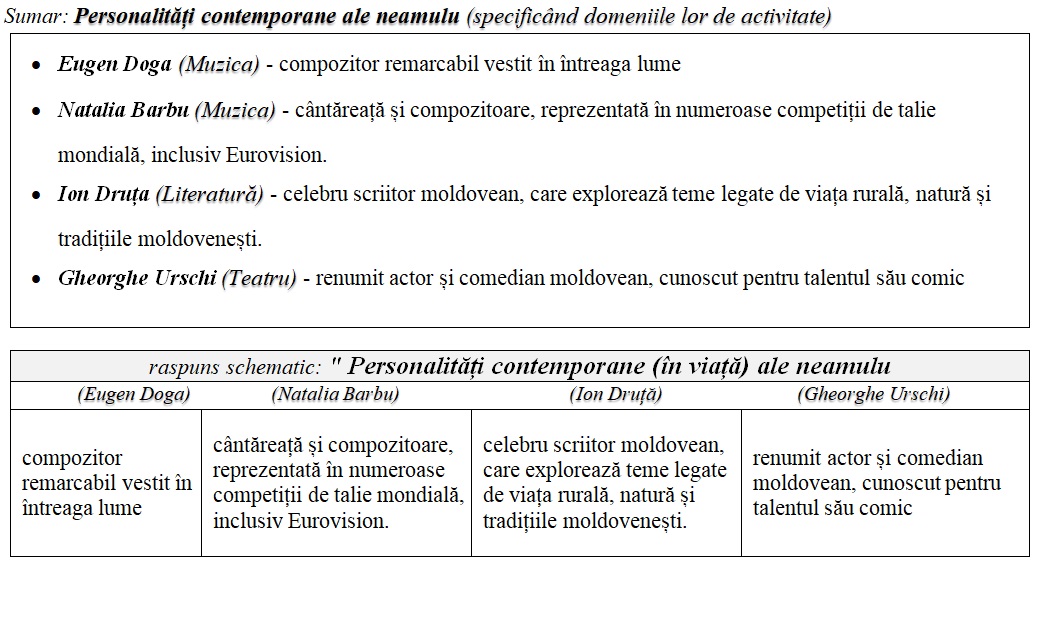 Sumar: Personalități contemporane ale neamulu (specificând domeniile lor de activitate)
• Eugen Doga (Muzica) - compozitor remarcabil vestit în întreaga lume
• Natalia Barbu (Muzica) - cântăreață și compozitoare, reprezentată în numeroase competiții de talie
mondială, inclusiv Eurovision.
• Ion Druța (Literatură) - celebru scriitor moldovean, care explorează teme legate de viața rurală, natură și
tradițiile moldovenești.
• Gheorghe Urschi (Teatru) - renumit actor și comedian moldovean, cunoscut pentru talentul său comic
raspuns schematic: " Personalități contemporane (în viață) ale neamulu
(Eugen Doga) (Natalia Barbu) (Ion Druță) (Gheorghe Urschi)
compozitor
remarcabil vestit în
întreaga lume
cântăreață și compozitoare,
reprezentată în numeroase
competiții de talie mondială,
inclusiv Eurovision.
celebru scriitor moldovean,
care explorează teme legate
de viața rurală, natură și
tradițiile moldovenești.
renumit actor și comedian
moldovean, cunoscut pentru
talentul său comic